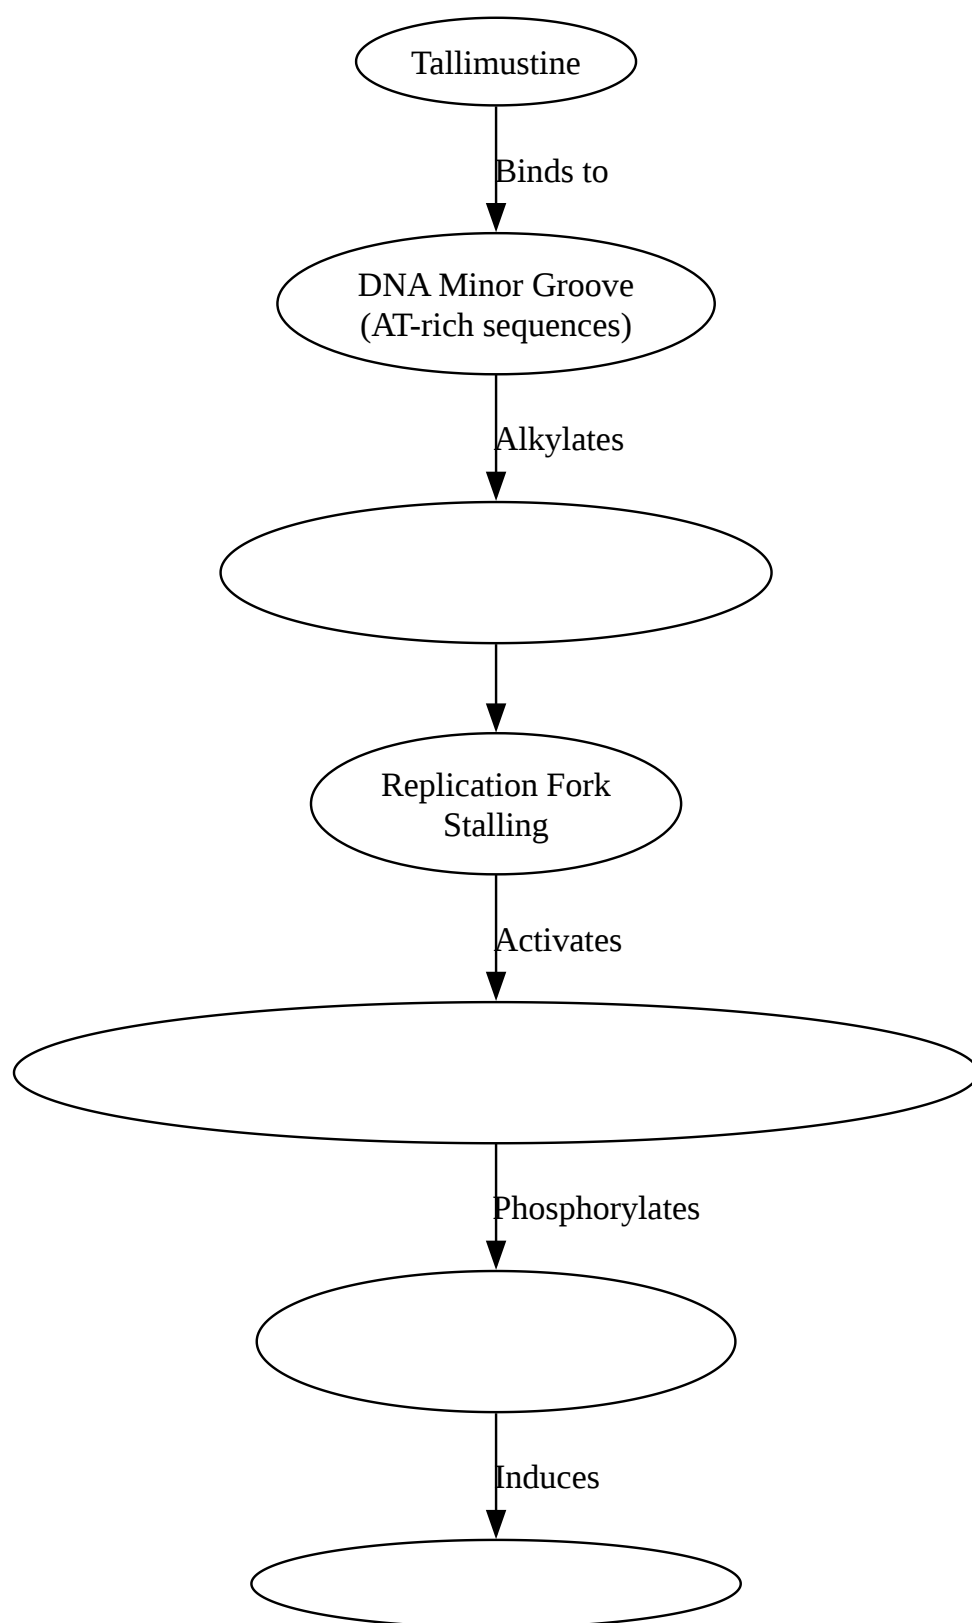 Tallimustine
Binds to
DNA Minor Groove
(AT-rich sequences)
Alkylates
Replication Fork
Stalling
Activates
Phosphorylates
Induces